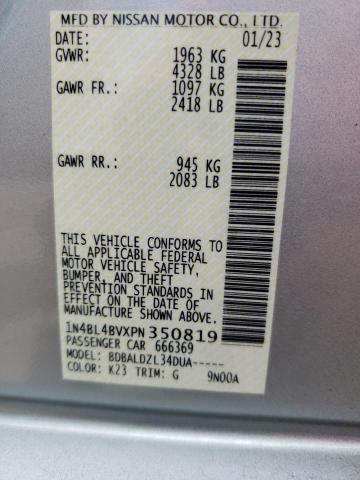 MFD BY NISSAN MOTOR CO., LTD.
DATE: 01/23
GVWR: 1963 KG
4328 LB
GAWR FR.: 1097 KG
2418 LB
GAWR RR.: 945 KG
2083 LB
THIS VEHICLE CONFORMS TO
ALL APPLICABLE FEDERAL
MOTOR VEHICLE SAFETY,
BUMPER, AND THEFT
PREVENTION STANDARDS IN
EFFECT ON THE DATE OF
MANUFACTURE SHOWN ABOVE.
1N4BL4BVXPN350819
PASSENGER CAR 666369
MODEL: BDBALDZL34DUA-----
COLOR: K23 TRIM: G 9N00A